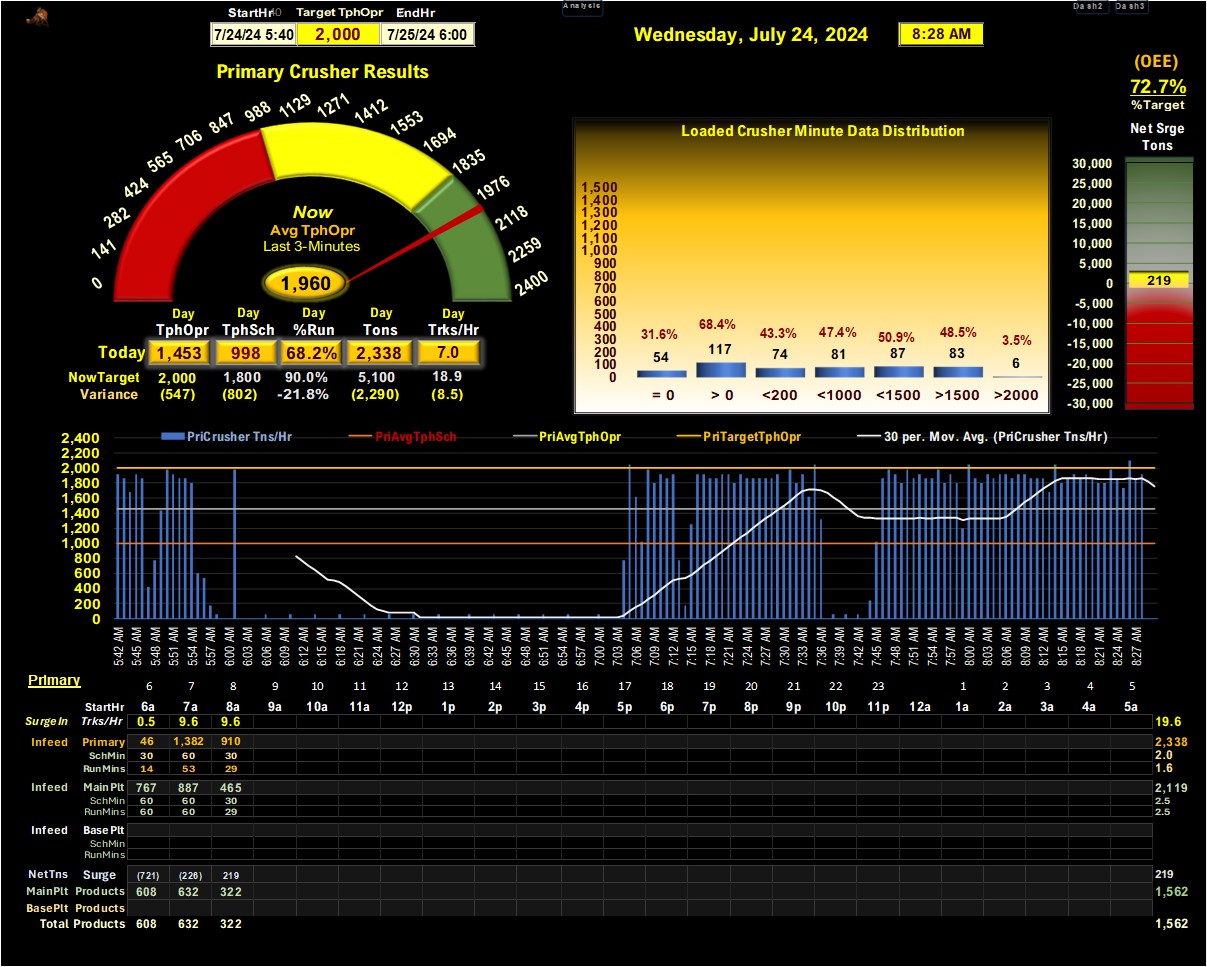 Analysis
Dash2 Dash3
StartHr Target TphOpr EndHr
7/24/24 5:40 2,000 7/25/24 6:00
Wednesday, July 24, 2024 8:28 AM
Primary Crusher Results
0 141 282 424 565 706 847 988 1129 1271 1412 1553 1694 1835 1976 2118 2259 2400
Now
Avg TphOpr
Last 3-Minutes
1,960
Day Day Day Day Day
TphOpr TphSch %Run Tons Trks/Hr
Today 1,453 998 68.2% 2,338 7.0
NowTarget 2,000 1,800 90.0% 5,100 18.9
Variance (547) (802) -21.8% (2,290) (8.5)
Loaded Crusher Minute Data Distribution
1,500
1,400
1,300
1,200
1,100
1,000
900
800
700
600
500
400
300
200
100
0
31.6% 68.4% 43.3% 47.4% 50.9% 48.5% 3.5%
54 117 74 81 87 83 6
= 0 > 0 <200 <1000 <1500 >1500 >2000
(OEE)
72.7%
%Target
Net Srge
Tons
30,000
25,000
20,000
15,000
10,000
5,000
0
-5,000
-10,000
-15,000
-20,000
-25,000
-30,000
219
PriCrusher Tns/Hr PriAvgTphSch PriAvgTphOpr PriTargetTphOpr 30 per. Mov. Avg. (PriCrusher Tns/Hr)
2,400
2,200
2,000
1,800
1,600
1,400
1,200
1,000
800
600
400
200
0
5:42 AM 5:45 AM 5:48 AM 5:51 AM 5:54 AM 5:57 AM 6:00 AM 6:03 AM 6:06 AM 6:09 AM 6:12 AM 6:15 AM 6:18 AM 6:21 AM 6:24 AM 6:27 AM 6:30 AM 6:33 AM 6:36 AM 6:39 AM 6:42 AM 6:45 AM 6:48 AM 6:51 AM 6:54 AM 6:57 AM 7:00 AM 7:03 AM 7:06 AM 7:09 AM 7:12 AM 7:15 AM 7:18 AM 7:21 AM 7:24 AM 7:27 AM 7:30 AM 7:33 AM 7:36 AM 7:39 AM 7:42 AM 7:45 AM 7:48 AM 7:51 AM 7:54 AM 7:57 AM 8:00 AM 8:03 AM 8:06 AM 8:09 AM 8:12 AM 8:15 AM 8:18 AM 8:21 AM 8:24 AM 8:27 AM
Primary
6 7 8 9 10 11 12 13 14 15 16 17 18 19 20 21 22 23 1 2 3 4 5
StartHr 6a 7a 8a 9a 10a 11a 12p 1p 2p 3p 4p 5p 6p 7p 8p 9p 10p 11p 12a 1a 2a 3a 4a 5a
SurgeIn Trks/Hr 0.5 9.6 9.6 19.6
Infeed Primary 46 1,382 910 2,338
SchMin 30 60 30 2.0
RunMins 14 53 29 1.6
Infeed MainPlt 767 887 465 2,119
SchMin 60 60 30 2.5
RunMins 60 60 29 2.5
Infeed BasePlt
SchMin
RunMins
NetTns Surge (721) (226) 219 219
MainPlt Products 608 632 322 1,562
BasePlt Products
Total Products 608 632 322 1,562